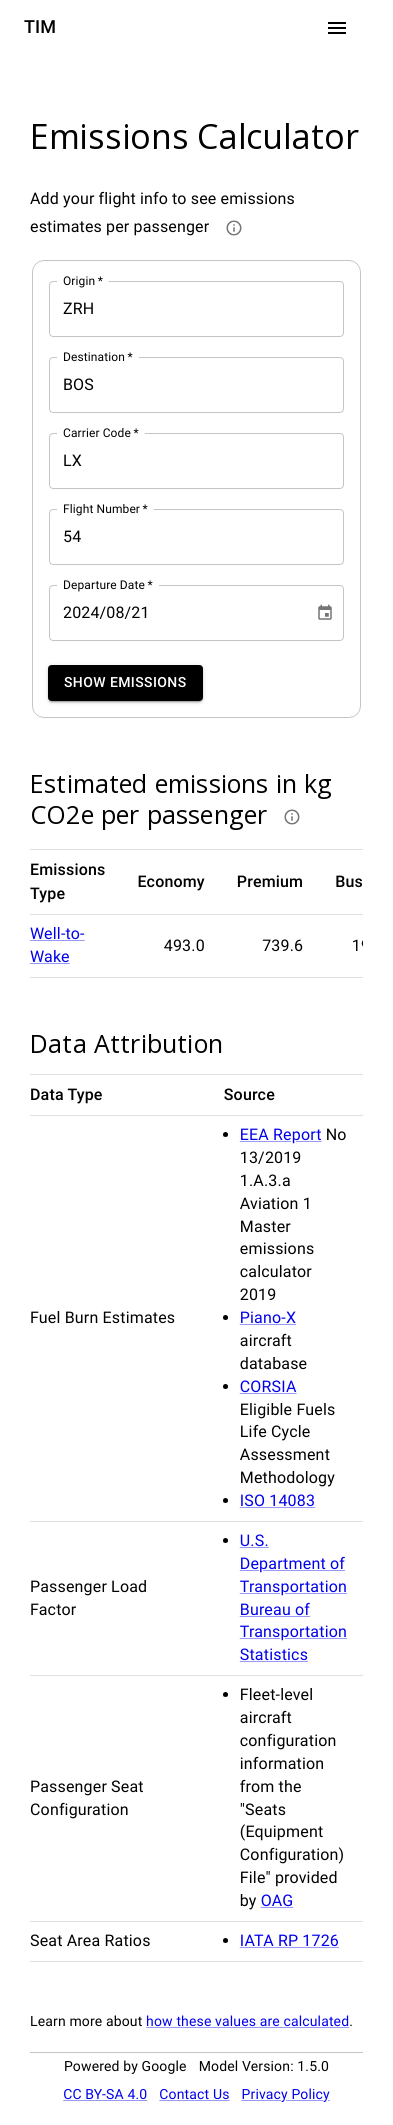 TIM
Emissions Calculator
Add your flight info to see emissions
estimates per passenger
Origin *
ZRH
Destination *
BOS
Carrier Code *
LX
Flight Number *
54
Departure Date *
2024/08/21
SHOW EMISSIONS
Estimated emissions in kg
CO2e per passenger
Emissions Type Economy Premium Bus
Well-to-Wake 493.0 739.6
Data Attribution
Data Type Source
Fuel Burn Estimates
• EEA Report No
13/2019
1.A.3.a
Aviation 1
Master
emissions
calculator
2019
• Piano-X
aircraft
database
• CORSIA
Eligible Fuels
Life Cycle
Assessment
Methodology
• ISO 14083
Passenger Load
Factor
• U.S.
Department of
Transportation
Bureau of
Transportation
Statistics
Passenger Seat
Configuration
• Fleet-level
aircraft
configuration
information
from the
"Seats
(Equipment
Configuration)
File" provided
by OAG
Seat Area Ratios
• IATA RP 1726
Learn more about how these values are calculated.
Powered by Google Model Version: 1.5.0
CC BY-SA 4.0 Contact Us Privacy Policy